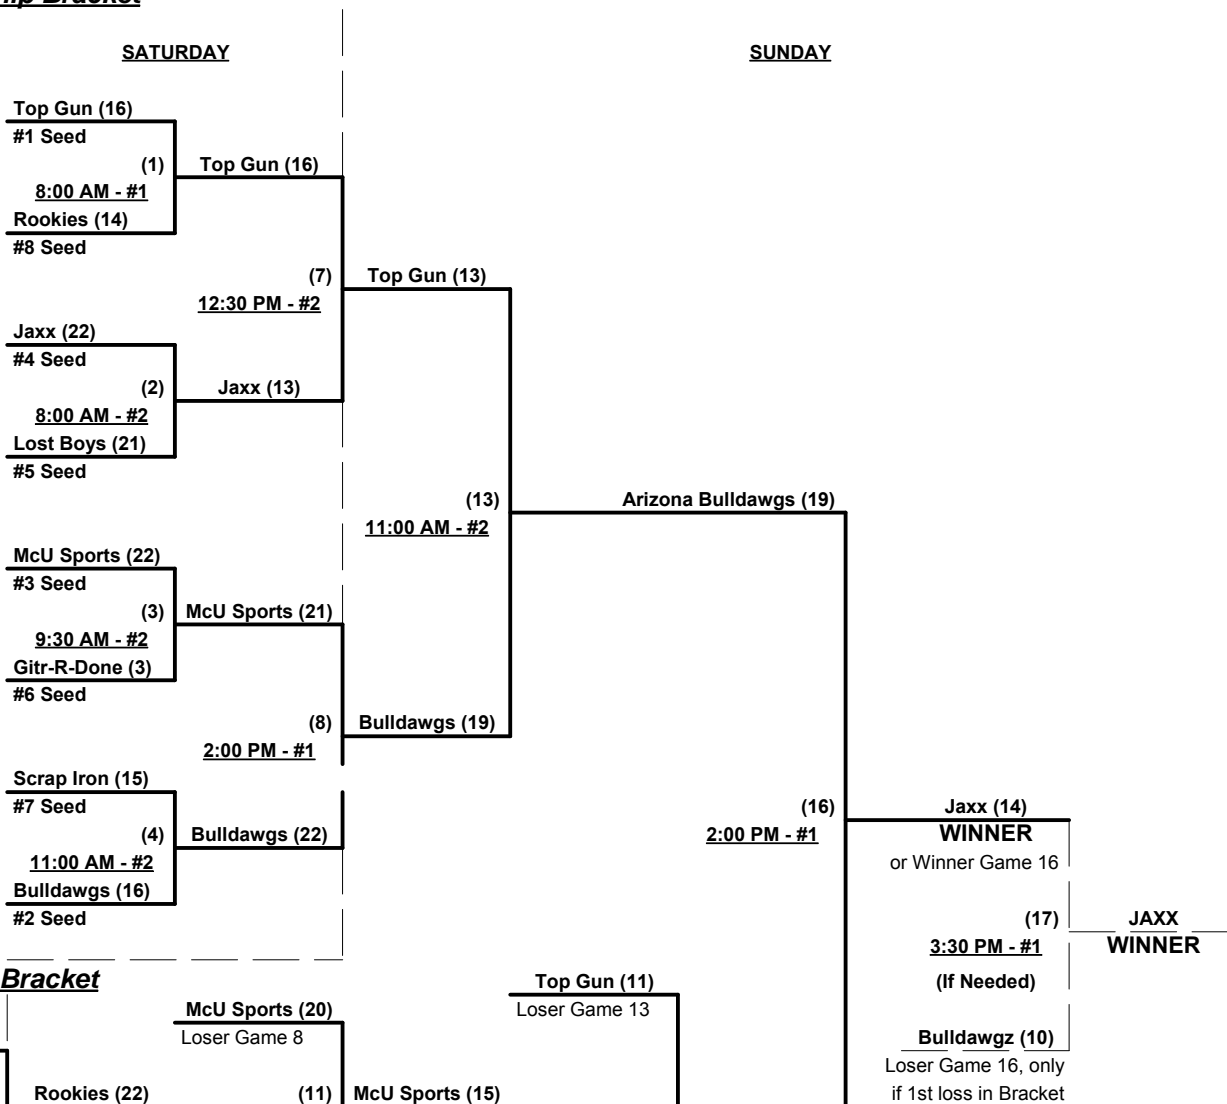 SATURDAY
SUNDAY
Top Gun (16)
#1 Seed
(1)
8:00 AM - #1
Top Gun (16)
Rookies (14)
#8 Seed
(7)
12:30 PM - #2
Top Gun (13)
Jaxx (22)
#4 Seed
(2)
8:00 AM - #2
Jaxx (13)
Lost Boys (21)
#5 Seed
(13)
11:00 AM - #2
Arizona Bulldawgs (19)
McU Sports (22)
#3 Seed
(3)
9:30 AM - #2
McU Sports (21)
Gitr-R-Done (3)
#6 Seed
(8)
2:00 PM - #1
Bulldawgs (19)
Scrap Iron (15)
#7 Seed
(4)
11:00 AM - #2
Bulldawgs (22)
Bulldawgs (16)
#2 Seed
(16)
2:00 PM - #1
Jaxx (14)
WINNER
or Winner Game 16
(17)
3:30 PM - #1
(If Needed)
JAXX
WINNER
Bulldawgz (10)
Loser Game 16, only
if 1st loss in Bracket
Bracket
McU Sports (20)
Loser Game 8
Top Gun (11)
Loser Game 13
Rookies (22)
(11)
McU Sports (15)